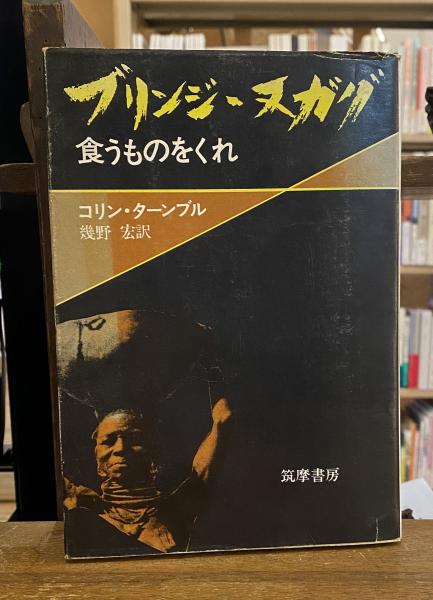 ブリンジ・ヌガグ
食うものをくれ
コリン・ターンブル
幾野 宏訳
筑摩書房